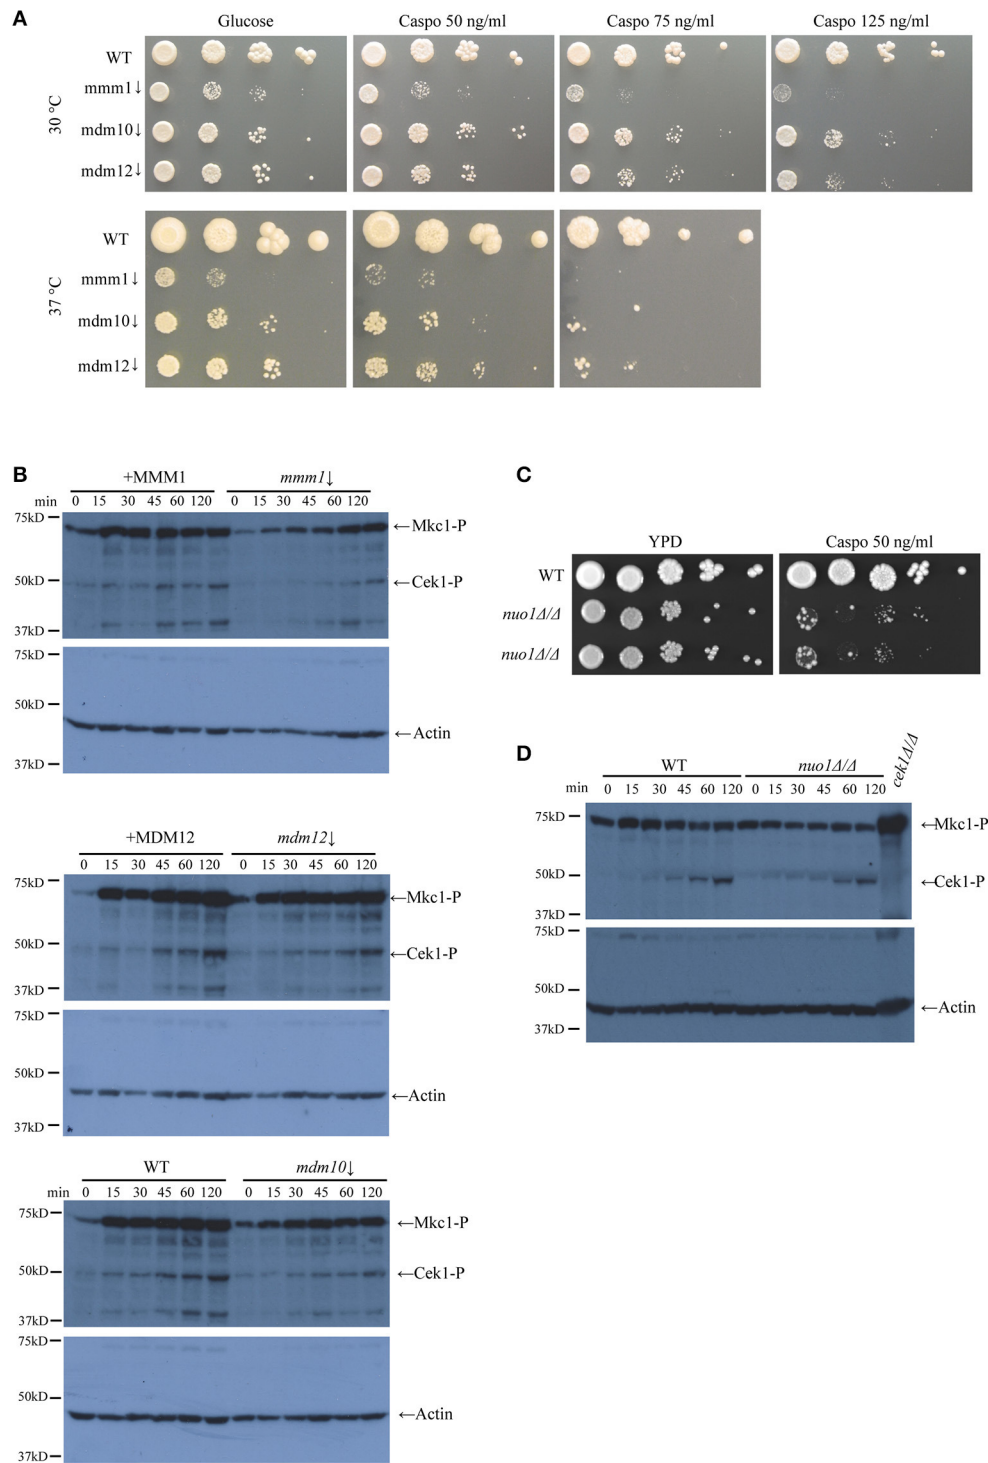 A
Glucose Caspo 50 ng/ml Caspo 75 ng/ml Caspo 125 ng/ml
30 °C
WT
mmm1↓
mdm10↓
mdm12↓
37 °C
WT
mmm1↓
mdm10↓
mdm12↓
B
+MMM1 mmm1↓
min 0 15 30 45 60 120 0 15 30 45 60 120
75kD
←Mkc1-P
50kD
←Cek1-P
37kD
75kD
50kD
←Actin
37kD
+MDM12 mdm12↓
0 15 30 45 60 120 0 15 30 45 60 120
75kD
←Mkc1-P
50kD
←Cek1-P
37kD
75kD
50kD
←Actin
37kD
WT mdm10↓
min 0 15 30 45 60 120 0 15 30 45 60 120
75kD
←Mkc1-P
50kD
←Cek1-P
37kD
75kD
50kD
←Actin
37kD
C
YPD Caspo 50 ng/ml
WT
nuo1Δ/Δ
nuo1Δ/Δ
D
WT nuo1Δ/Δ cek1Δ/Δ
min 0 15 30 45 60 120 0 15 30 45 60 120
75kD
←Mkc1-P
50kD
←Cek1-P
37kD
75kD
50kD
←Actin
37kD